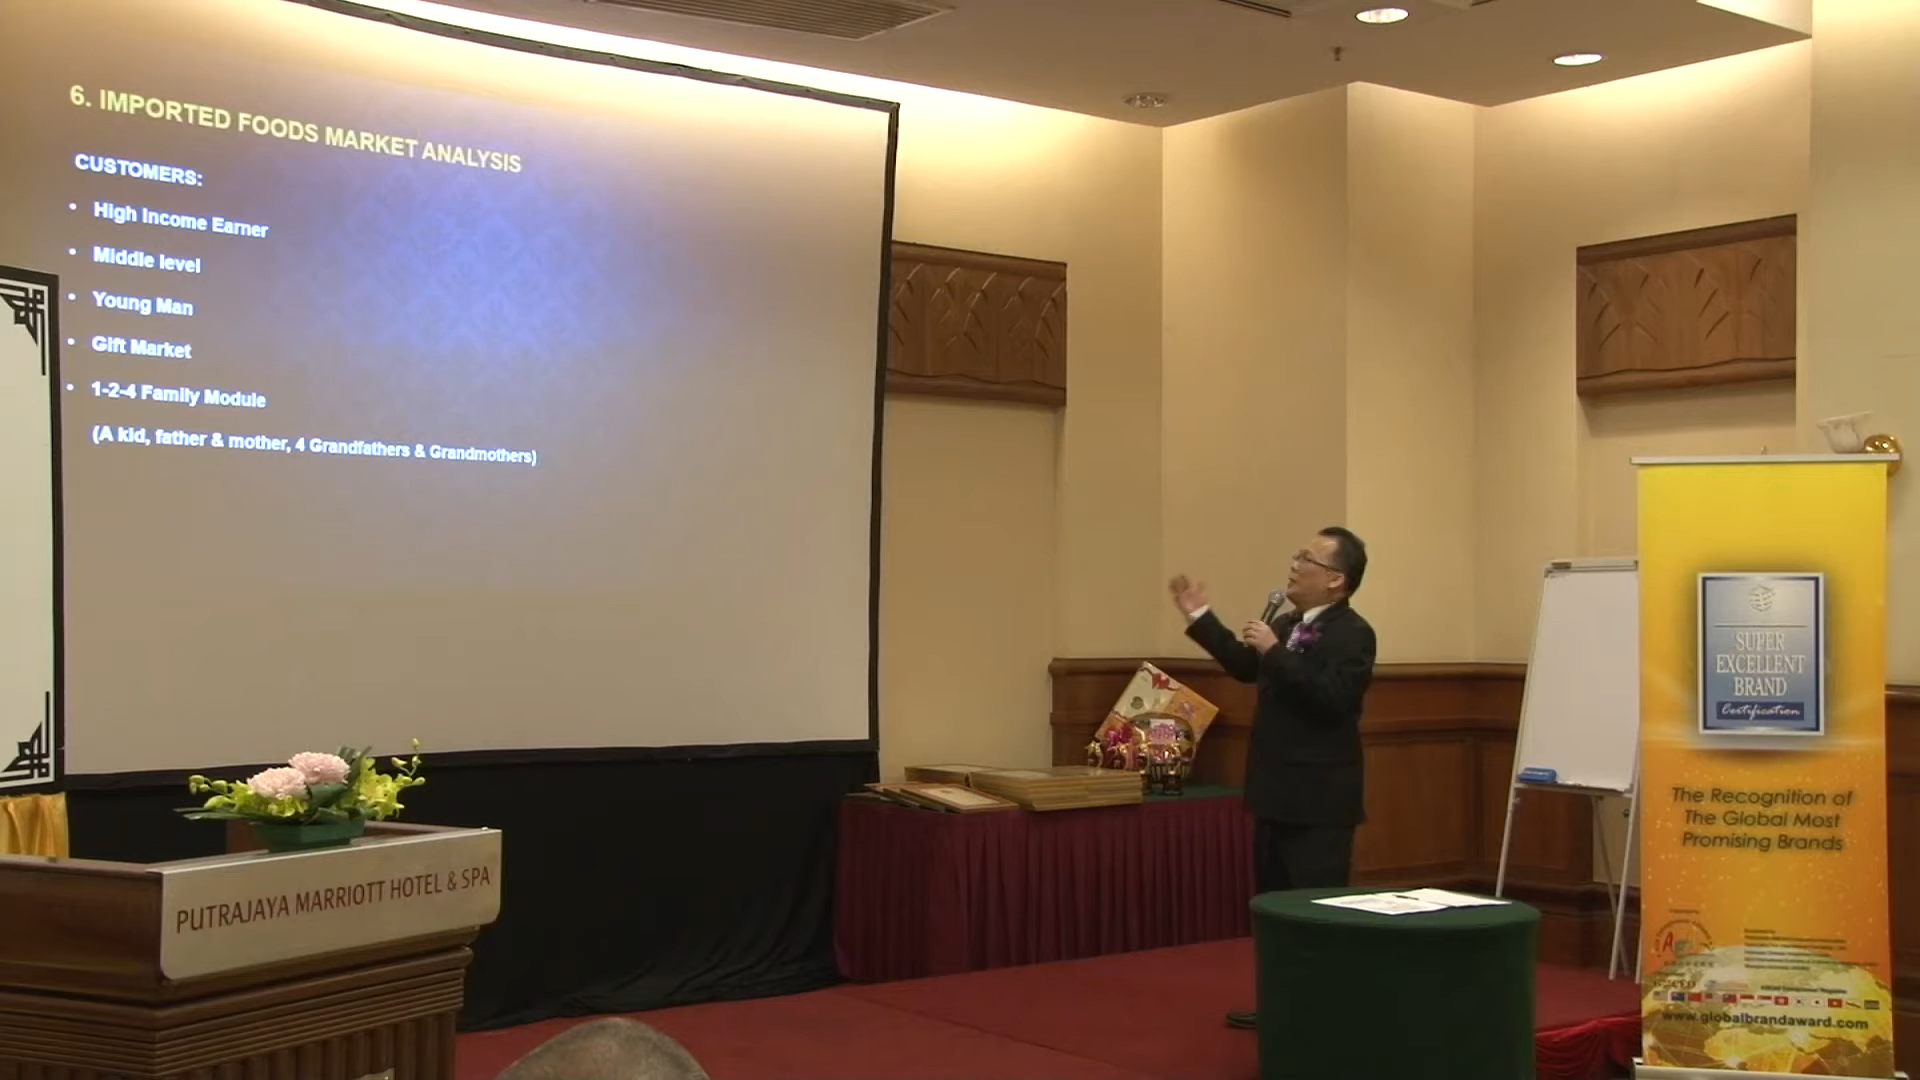 6. IMPORTED FOODS MARKET ANALYSIS
CUSTOMERS:
• High Income Earner
• Middle level
• Young Man
• Gift Market
• 1-2-4 Family Module
(A kid, father & mother, 4 Grandfathers & Grandmothers)
PUTRAJAYA MARRIOTT HOTEL & SPA
SUPER
EXCELLENT
BRAND
Certification
The Recognition of
The Global Most
Promising Brands
www.globalbrandaward.com